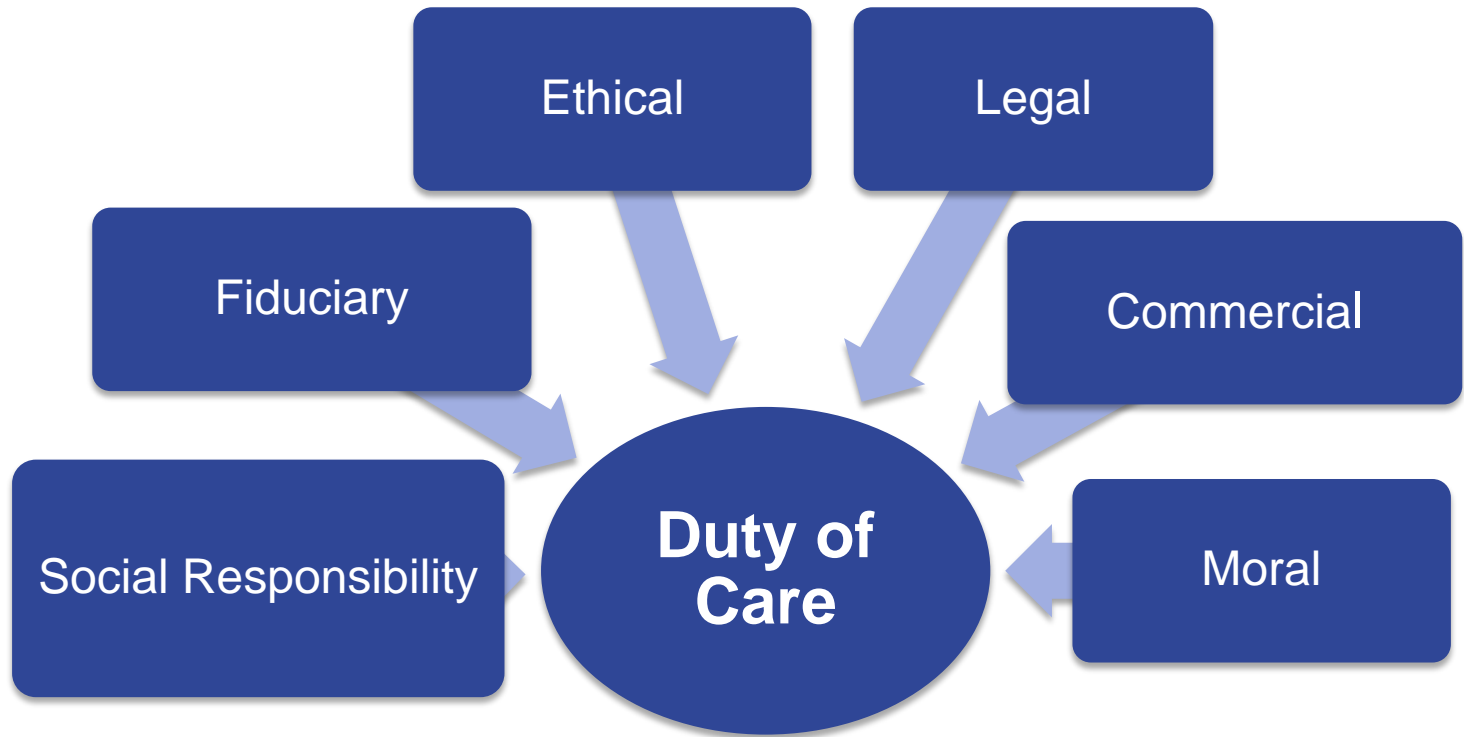 Ethical
Legal
Fiduciary
Commercial
Social Responsibility
Duty of
Care
Moral